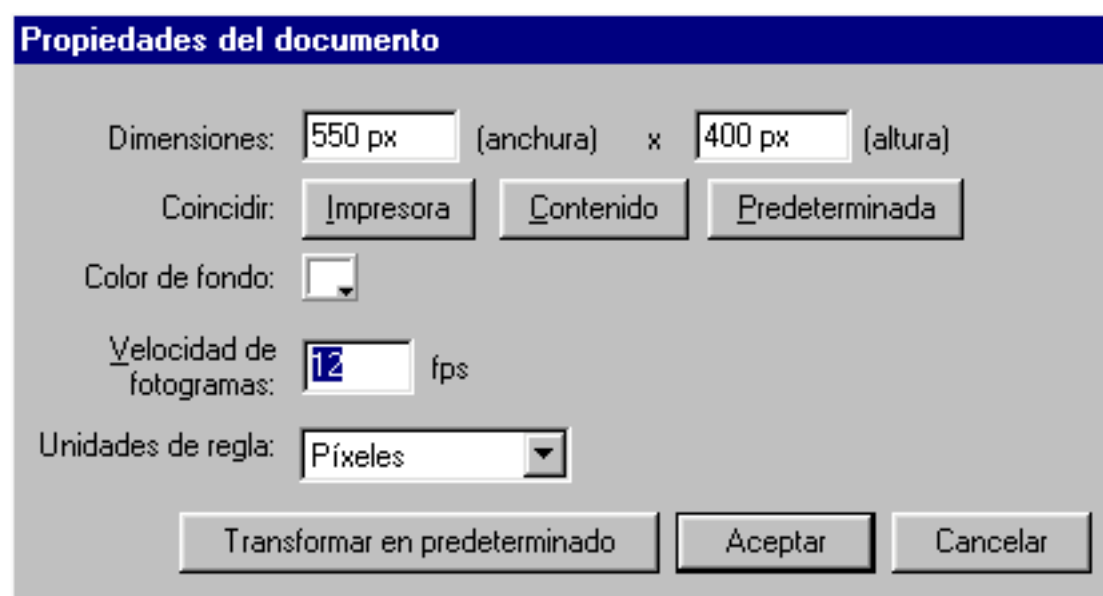 Propiedades del documento
Dimensiones: 550 px (anchura) x 400 px (altura)
Coincidir: Impresora Contenido Predeterminada
Color de fondo:
Velocidad de
fotogramas: 12 fps
Unidades de regla: Píxeles
Transformar en predeterminado Aceptar Cancelar